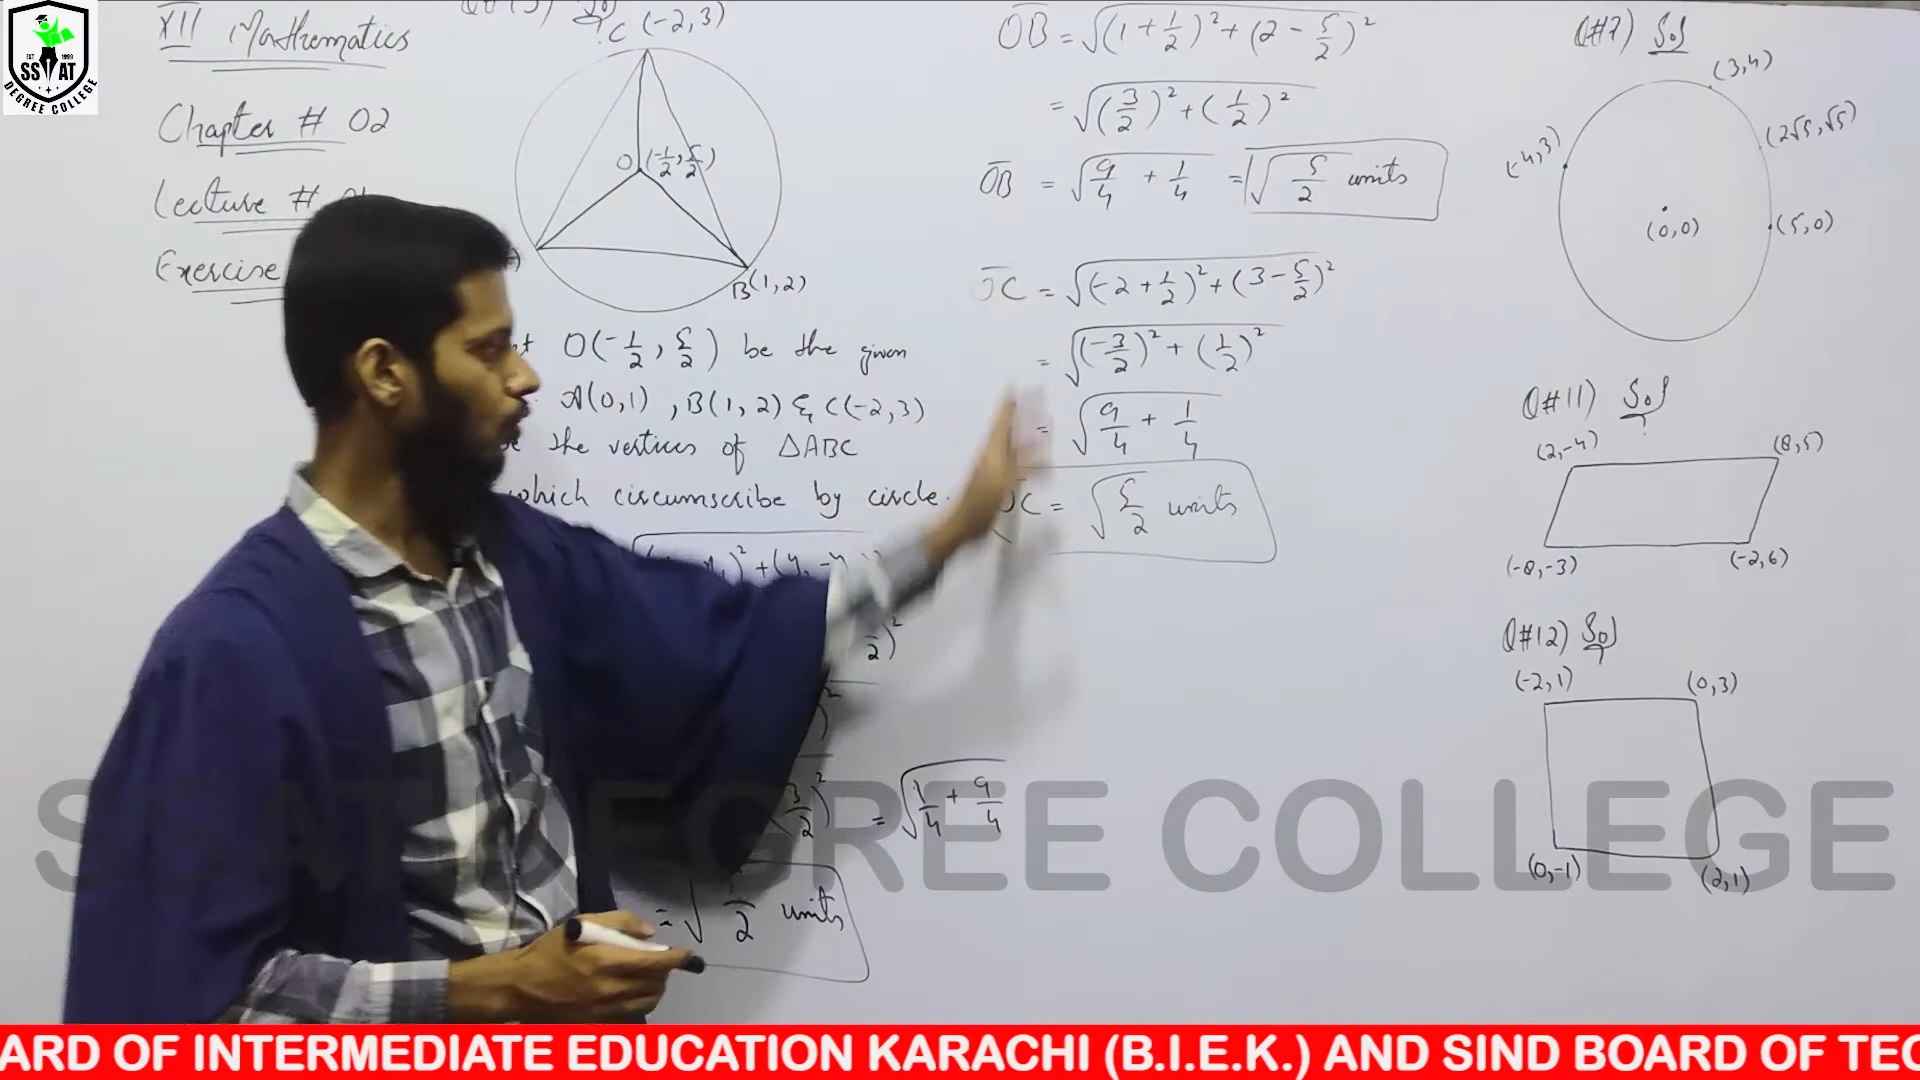 SSAT
EST 1999
DEGREE COLLEGE
XII Mathematics
Chapter # 02
Lecture #
Exercise
C(-2,3)
O(-1/2, 5/2)
B(1,2)
O(-1/2, 5/2) be the given
A(0,1), B(1,2) & C(-2,3)
the vertices of △ABC
which circumscribe by circle.
= √(1/4 + 9/4)
units
OB = √((1+1/2)² + (2-5/2)²)
= √((3/2)² + (1/2)²)
OB = √(9/4 + 1/4) = √(5/2) units
OC = √((-2+1/2)² + (3-5/2)²)
= √((-3/2)² + (1/2)²)
= √(9/4 + 1/4)
OC = √(5/2) units
Q#7) Sol
(3,4)
(2√5,√5)
(-4,3)
(0,0)
(5,0)
Q#11) Sol
(2,-4)
(8,5)
(-8,-3)
(-2,6)
Q#12) Sol
(-2,1)
(0,3)
(0,-1)
(2,1)
SSAT DEGREE COLLEGE
ARD OF INTERMEDIATE EDUCATION KARACHI (B.I.E.K.) AND SIND BOARD OF TEC